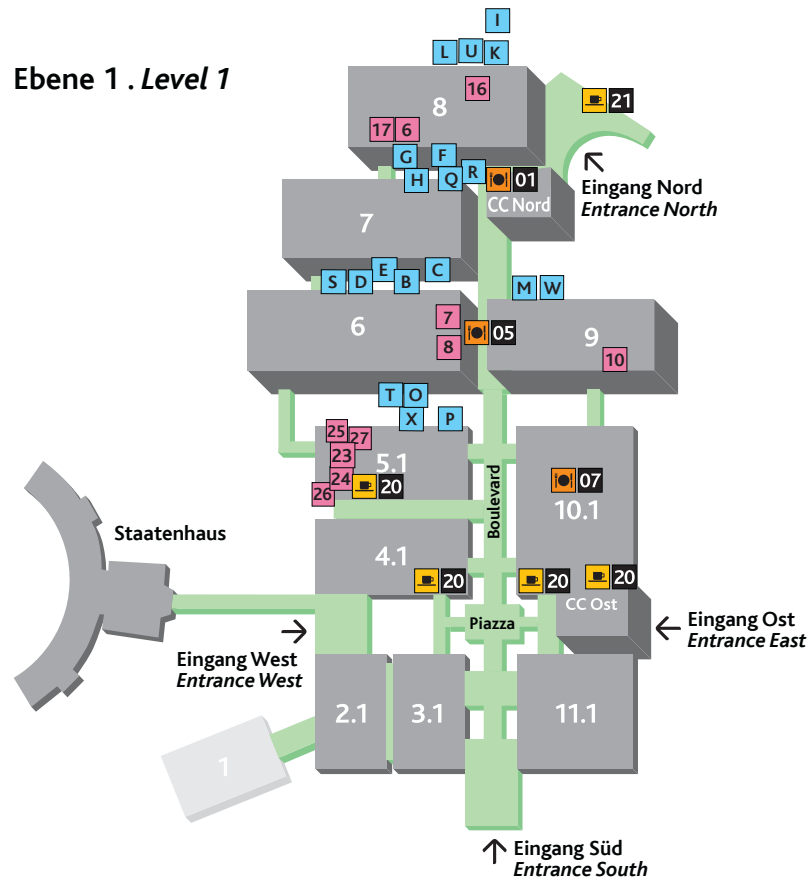 I
L U K
Ebene 1 . Level 1
16
8
21
17 6
G F
H Q R 01
CC Nord
Eingang Nord
Entrance North
7
S D E B C
M W
6
7
05
8
9
10
T O
X P
25 27
23
5.1
24
26
20
Boulevard
07
10.1
Staatenhaus
4.1
20
20
20
CC Ost
Piazza
Eingang Ost
Entrance East
Eingang West
Entrance West
2.1
3.1
11.1
1
Eingang Süd
Entrance South